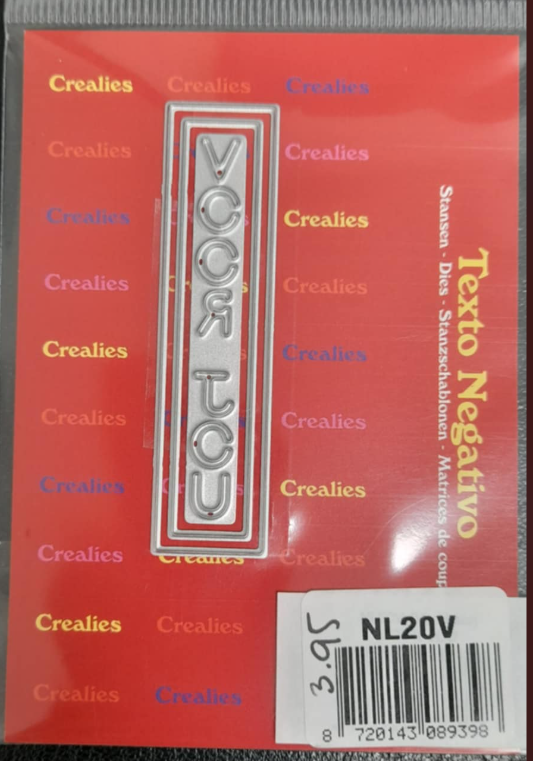 Crealies Crealies Crealies
Crealies Crealies
Crealies Crealies
Crealies Crealies
Crealies Crealies
Crealies Crealies
Crealies Crealies
Crealies Crealies Crealies
Crealies Crealies
Crealies Crealies
VOOR JOU
Texto Negativo
Stansen - Dies - Stanzschablonen - Matrices de coup
3.95
NL20V
8 720143 089398